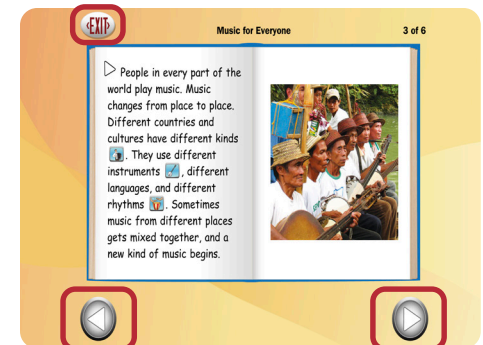 EXIT
Music for Everyone
3 of 6
People in every part of the
world play music. Music
changes from place to place.
Different countries and
cultures have different kinds
. They use different
instruments , different
languages, and different
rhythms . Sometimes
music from different places
gets mixed together, and a
new kind of music begins.